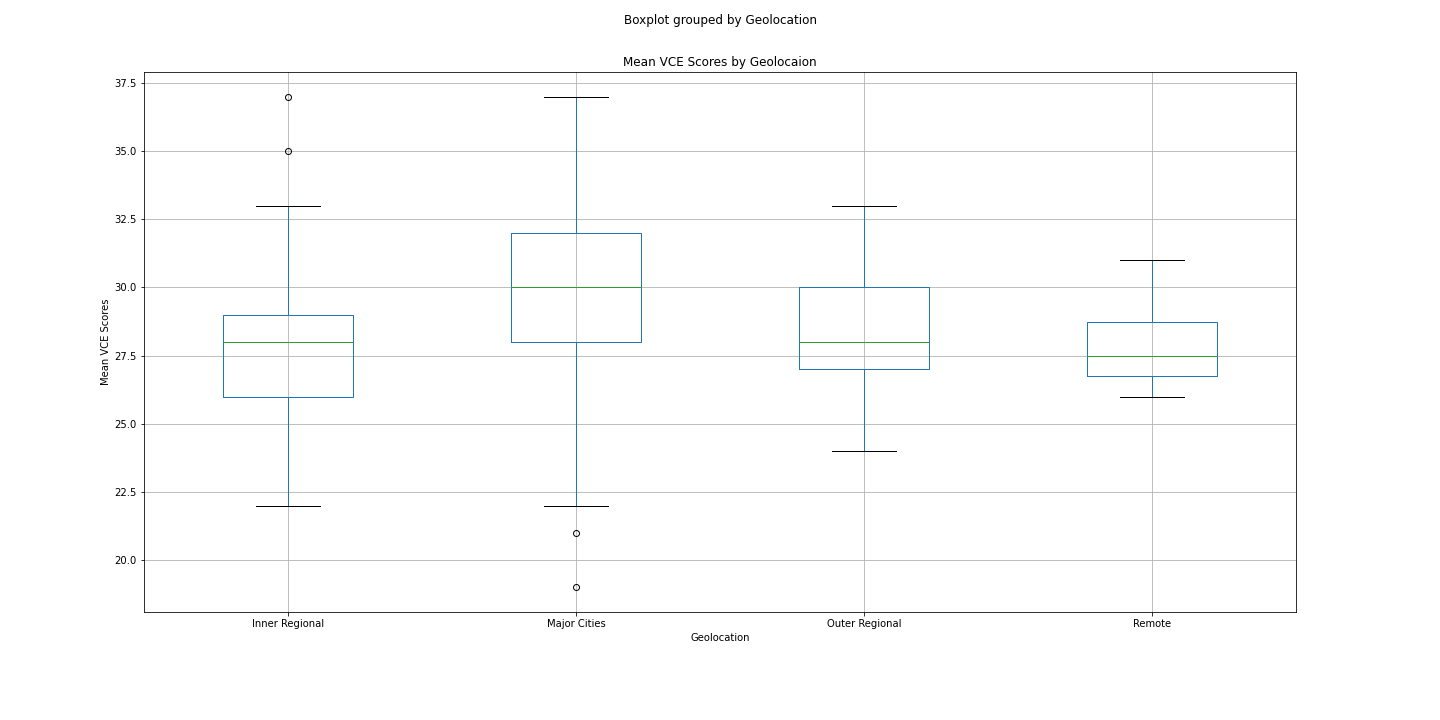 Boxplot grouped by Geolocation
Mean VCE Scores by Geolocaion
37.5
35.0
32.5
30.0
27.5
25.0
22.5
20.0
Mean VCE Scores
Inner Regional
Major Cities
Outer Regional
Remote
Geolocation